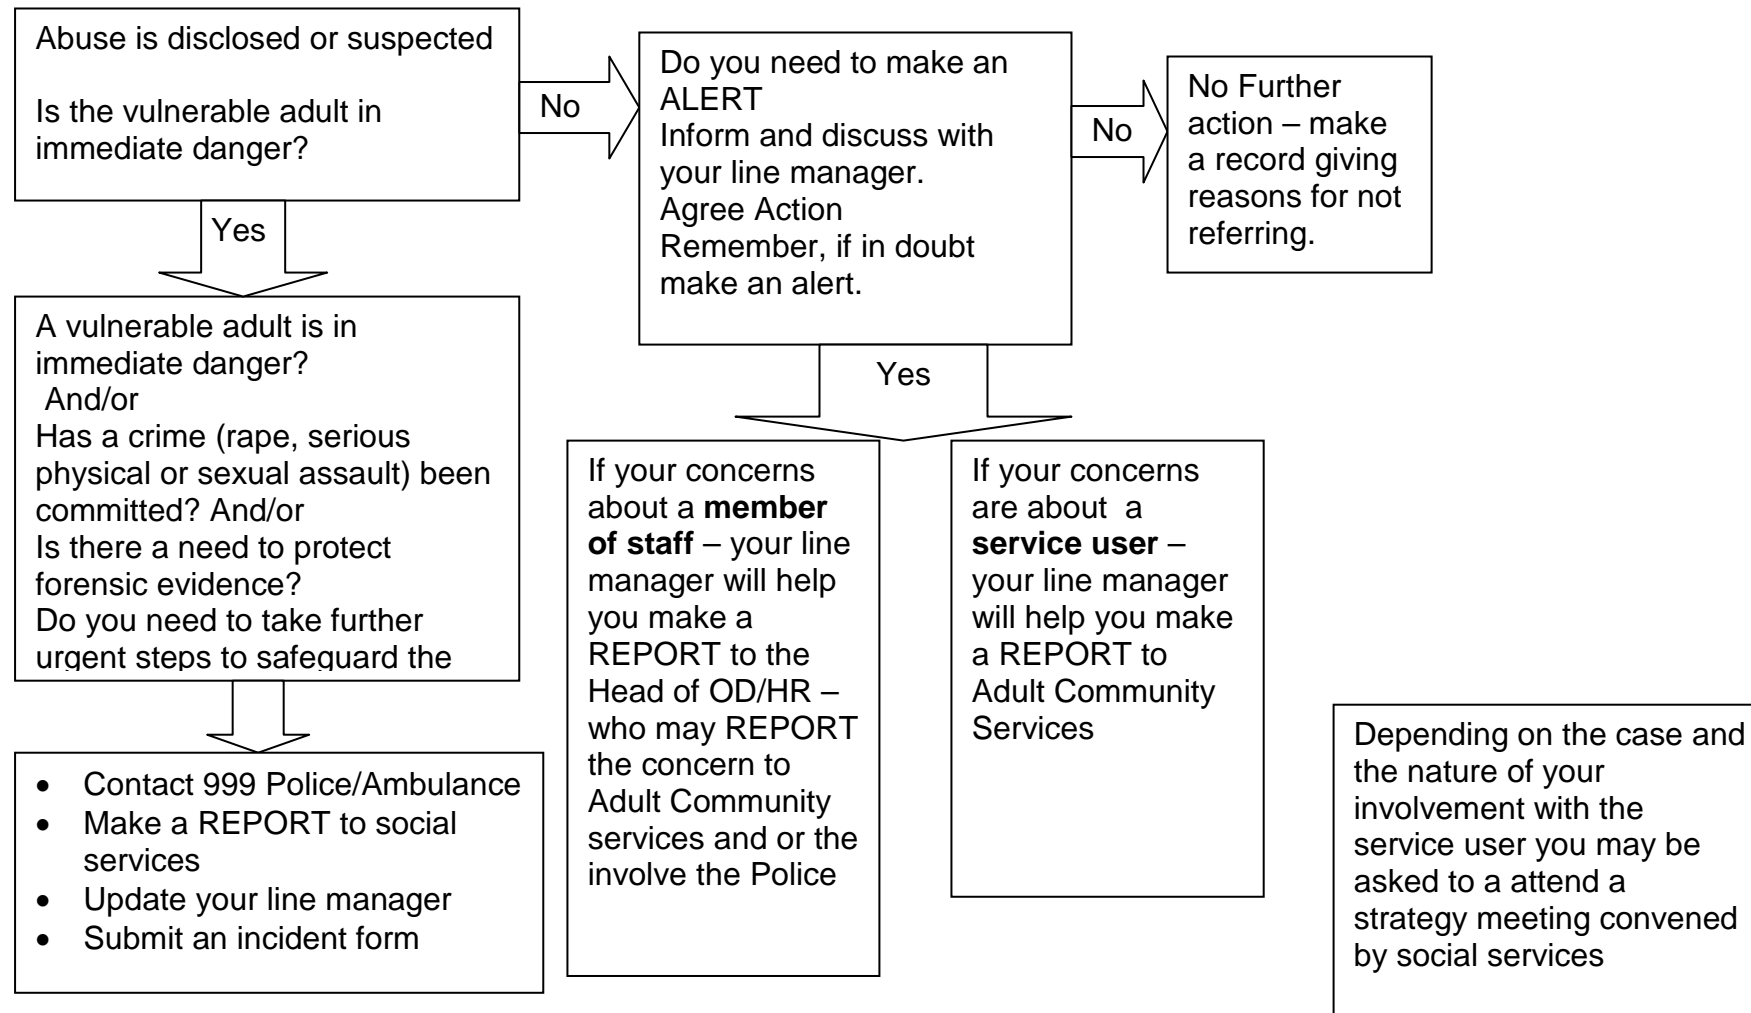 Abuse is disclosed or suspected
Is the vulnerable adult in
immediate danger?
No
Do you need to make an
ALERT
Inform and discuss with
your line manager.
Agree Action
Remember, if in doubt
make an alert.
No
No Further
action – make
a record giving
reasons for not
referring.
Yes
A vulnerable adult is in
immediate danger?
And/or
Has a crime (rape, serious
physical or sexual assault) been
committed? And/or
Is there a need to protect
forensic evidence?
Do you need to take further
urgent steps to safeguard the
• Contact 999 Police/Ambulance
• Make a REPORT to social
services
• Update your line manager
• Submit an incident form
Yes
If your concerns
about a member
of staff – your line
manager will help
you make a
REPORT to the
Head of OD/HR –
who may REPORT
the concern to
Adult Community
services and or the
involve the Police
If your concerns
are about  a
service user –
your line manager
will help you make
a REPORT to
Adult Community
Services
Depending on the case and
the nature of your
involvement with the
service user you may be
asked to a attend a
strategy meeting convened
by social services